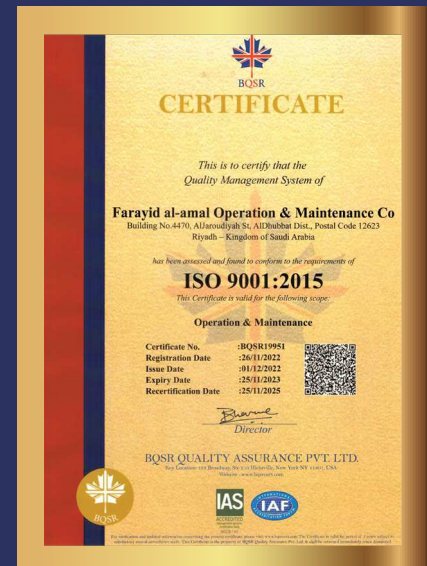 BQSR
CERTIFICATE
This is to certify that the
Quality Management System of
Farayid al-amal Operation & Maintenance Co
Building No.4470, AlJaroudiyah St, AlDhubbat Dist., Postal Code 12623
Riyadh – Kingdom of Saudi Arabia
has been assessed and found to conform to the requirements of
ISO 9001:2015
This Certificate is valid for the following scope:
Operation & Maintenance
Certificate No. :BQSR19951
Registration Date :26/11/2022
Issue Date :01/12/2022
Expiry Date :25/11/2023
Recertification Date :25/11/2025
Director
BQSR QUALITY ASSURANCE PVT. LTD.
New York NY USA
BQSR
IAS
ACCREDITED
IAF